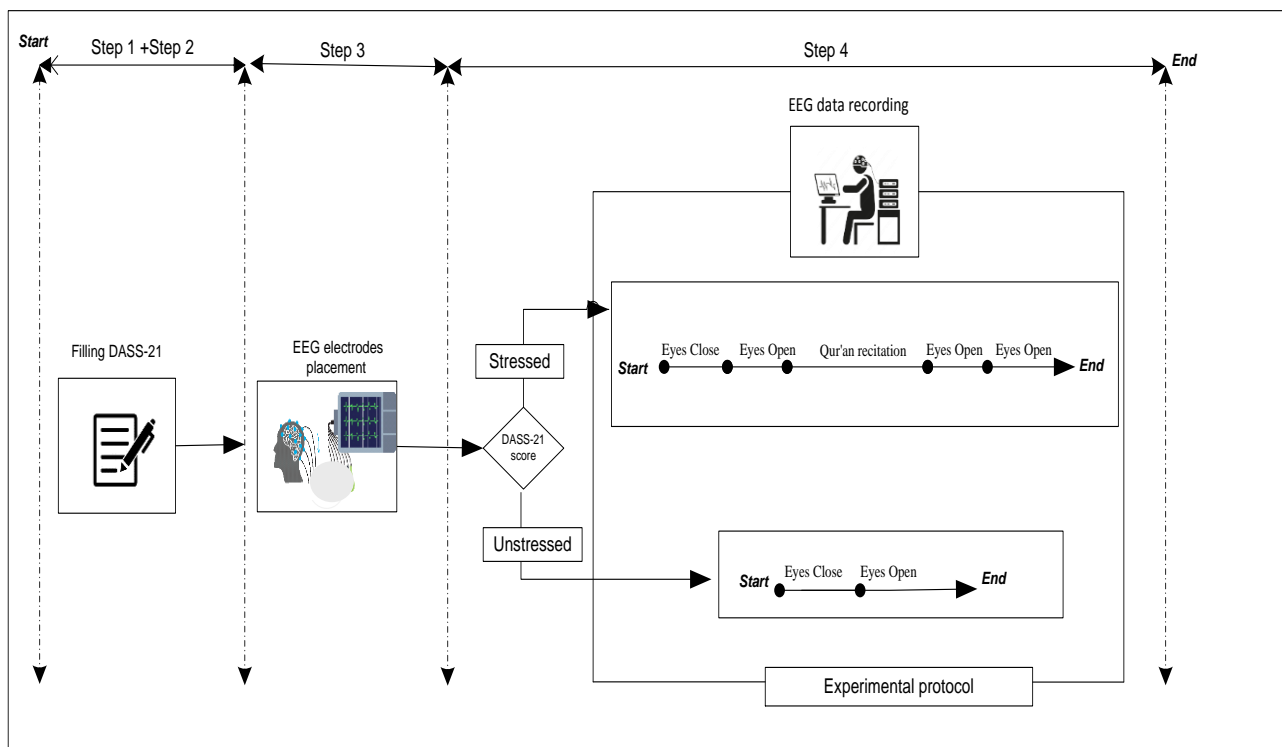 Start
Step 1 +Step 2
Step 3
Step 4
End
EEG data recording
Filling DASS-21
EEG electrodes
placement
Stressed
DASS-21
score
Unstressed
Eyes Close
Eyes Open
Qur'an recitation
Eyes Open
Eyes Open
Start
End
Eyes Close
Eyes Open
Start
End
Experimental protocol